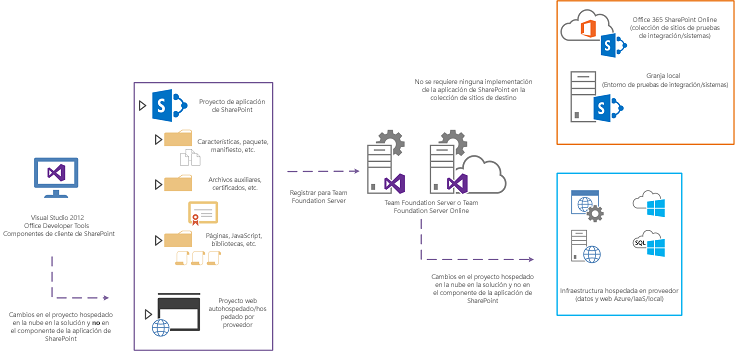 Visual Studio 2012
Office Developer Tools
Componentes de cliente de SharePoint
Cambios en el proyecto hospedado
en la nube en la solución y no en
el componente de la aplicación de
SharePoint
Proyecto de aplicación
de SharePoint
Características, paquete,
manifiesto, etc.
Archivos auxiliares,
certificados, etc.
Páginas, JavaScript,
bibliotecas, etc.
Proyecto web
autohospedado/hos
pedado por
proveedor
Registrar para Team
Foundation Server
No se requiere ninguna implementación
de la aplicación de SharePoint en la
colección de sitios de destino
Team Foundation Server o Team
Foundation Server Online
Cambios en el proyecto hospedado
en la nube en la solución y no en
el componente de la aplicación de
SharePoint
Office 365 SharePoint Online
(colección de sitios de pruebas
de integración/sistemas)
Granja local
(Entorno de pruebas de integración/sistemas)
SQL
Infraestructura hospedada en proveedor
(datos y web Azure/IaaS/local)